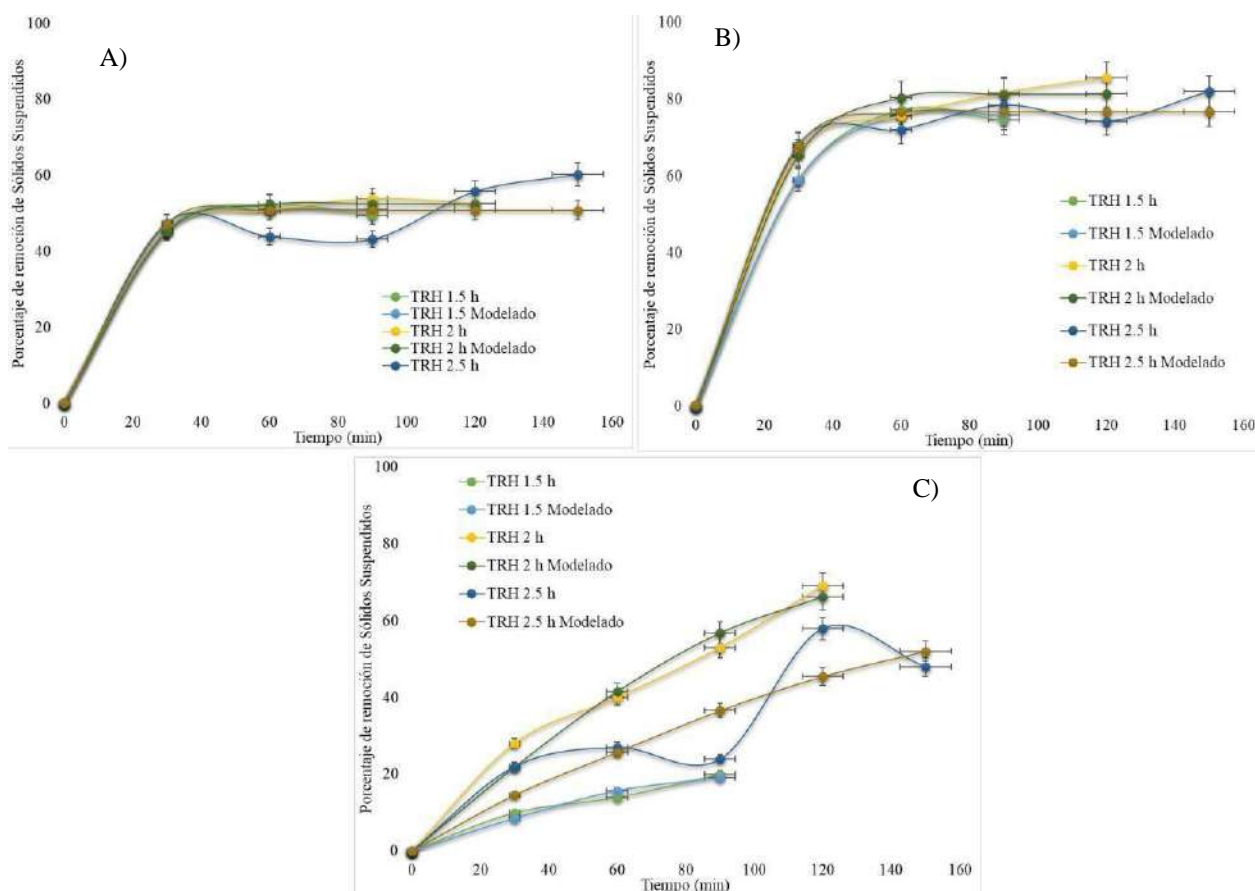 A)
Porcentaje de remoción de Sólidos Suspendidos
100
80
60
40
20
0
0 20 40 60 80 100 120 140 160
Tiempo (min)
TRH 1.5 h
TRH 1.5 Modelado
TRH 2 h
TRH 2 h Modelado
TRH 2.5 h
B)
Porcentaje de remoción de Sólidos Suspendidos
100
80
60
40
20
0
0 20 40 60 80 100 120 140 160
Tiempo (min)
TRH 1.5 h
TRH 1.5 Modelado
TRH 2 h
TRH 2 h Modelado
TRH 2.5 h
TRH 2.5 h Modelado
C)
Porcentaje de remoción de Sólidos Suspendidos
100
80
60
40
20
0
0 20 40 60 80 100 120 140 160
Tiempo (min)
TRH 1.5 h
TRH 1.5 Modelado
TRH 2 h
TRH 2 h Modelado
TRH 2.5 h
TRH 2.5 h Modelado